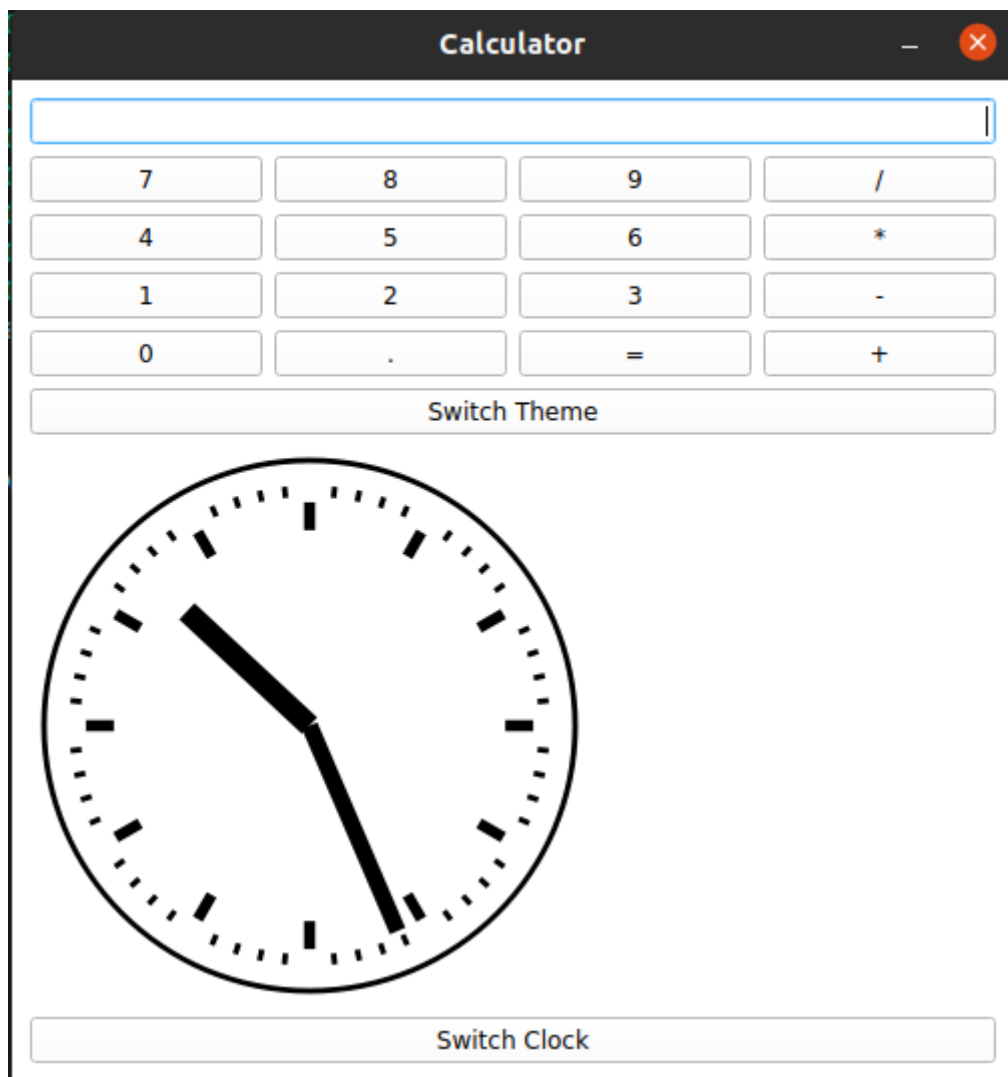 Calculator
7 8 9 /
4 5 6 *
1 2 3 -
0 . = +
Switch Theme
Switch Clock